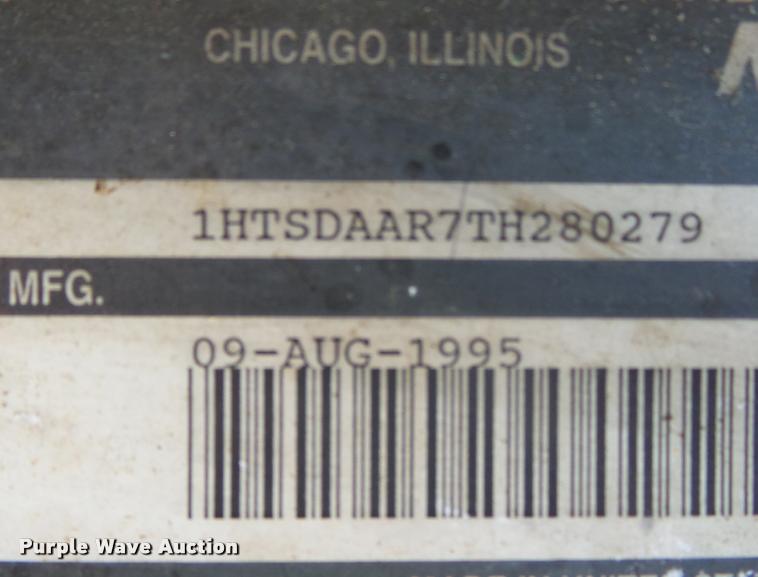 CHICAGO, ILLINOIS
1HTSDAAR7TH280279
MFG.
09-AUG-1995
Purple Wave Auction